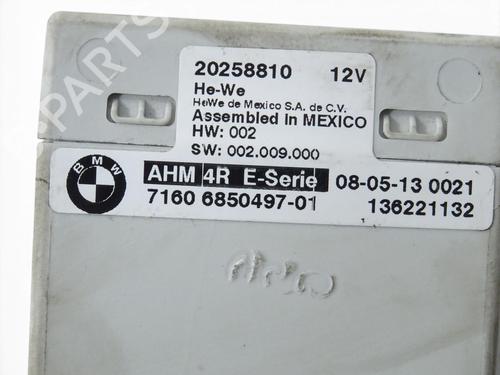 20258810 12V
He-We
HeWe de Mexico S.A. de C.V.
Assembled in MEXICO
HW: 002
SW: 002.009.000
BMW
AHM 4R E-Serie 08-05-13 0021
7160 6850497-01 136221132